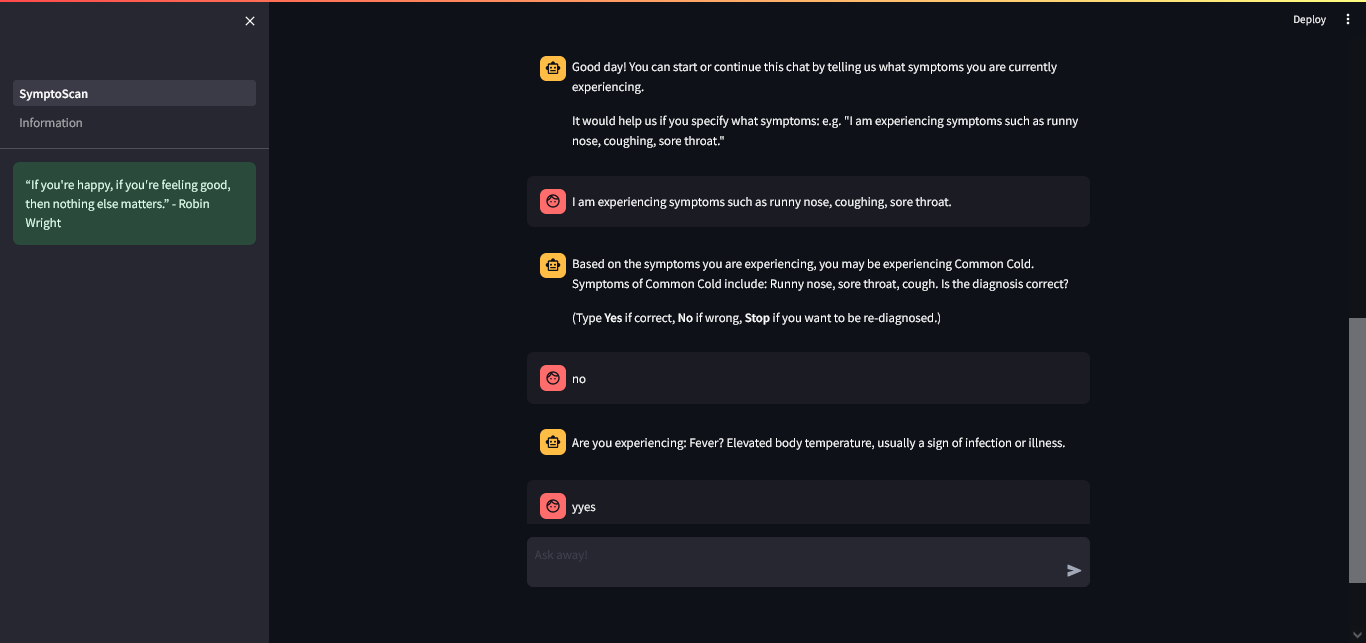 Deploy
SymptoScan
Information
“If you're happy, if you're feeling good,
then nothing else matters.” - Robin
Wright
Good day! You can start or continue this chat by telling us what symptoms you are currently
experiencing.
It would help us if you specify what symptoms: e.g. "I am experiencing symptoms such as runny
nose, coughing, sore throat."
I am experiencing symptoms such as runny nose, coughing, sore throat.
Based on the symptoms you are experiencing, you may be experiencing Common Cold.
Symptoms of Common Cold include: Runny nose, sore throat, cough. Is the diagnosis correct?
(Type Yes if correct, No if wrong, Stop if you want to be re-diagnosed.)
no
Are you experiencing: Fever? Elevated body temperature, usually a sign of infection or illness.
yyes
Ask away!